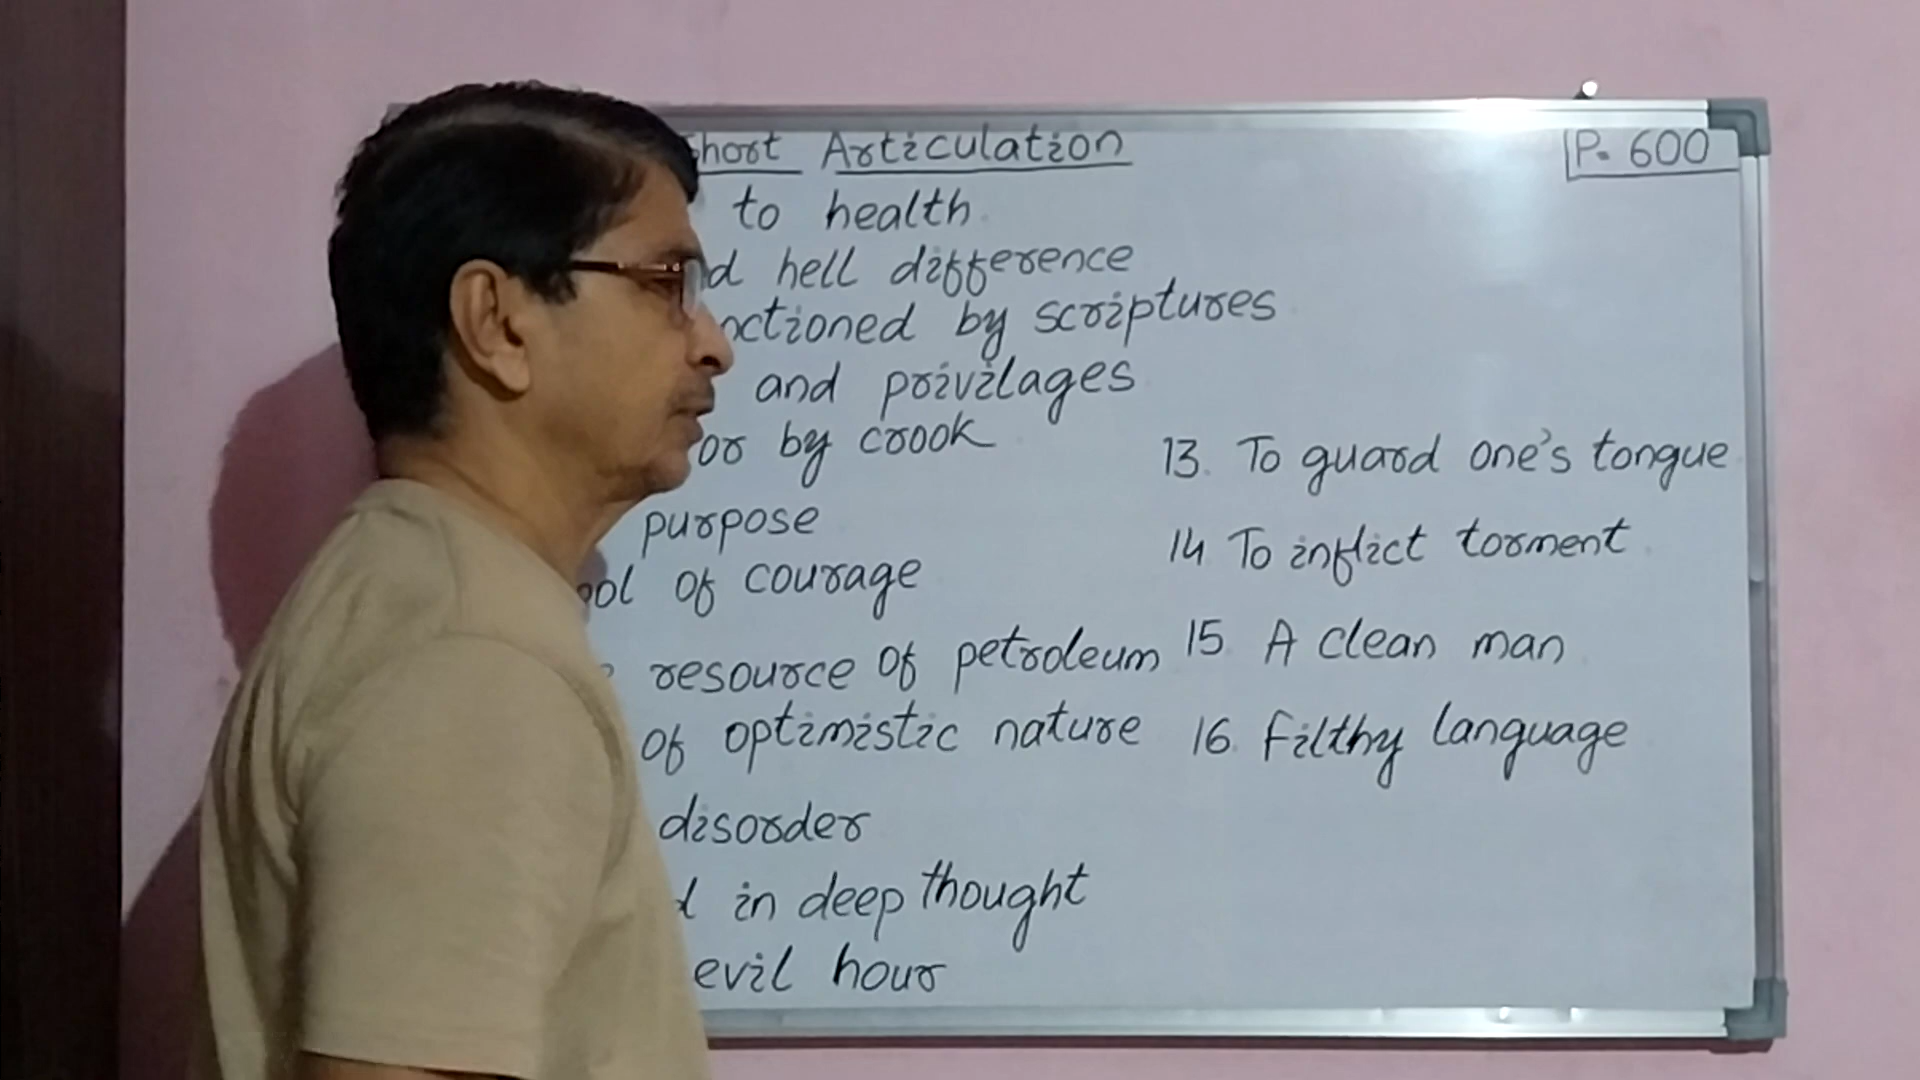 Short Articulation
P. 600
to health
hell difference
by scriptures
and privilages
or by crook
purpose
of courage
resource of petroleum
of optimistic nature
disorder
in deep thought
evil hour
13. To guard one's tongue
14 To inflict torment
15 A clean man
16. Filthy language